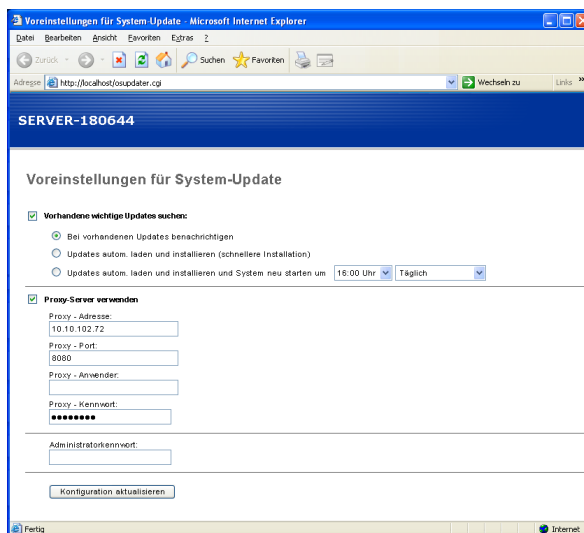 Voreinstellungen für System-Update - Microsoft Internet Explorer
Datei Bearbeiten Ansicht Favoriten Extras ?
Zurück Suchen Favoriten
Adresse http://localhost/osupdater.cgi Wechseln zu Links »
SERVER-180644
Voreinstellungen für System-Update
Vorhandene wichtige Updates suchen:
Bei vorhandenen Updates benachrichtigen
Updates autom. laden und installieren (schnellere Installation)
Updates autom. laden und installieren und System neu starten um 16:00 Uhr Täglich
Proxy-Server verwenden
Proxy - Adresse:
10.10.102.72
Proxy - Port:
8080
Proxy - Anwender:
Proxy - Kennwort:
●●●●●●●●
Administratorkennwort:
Konfiguration aktualisieren
Fertig Internet